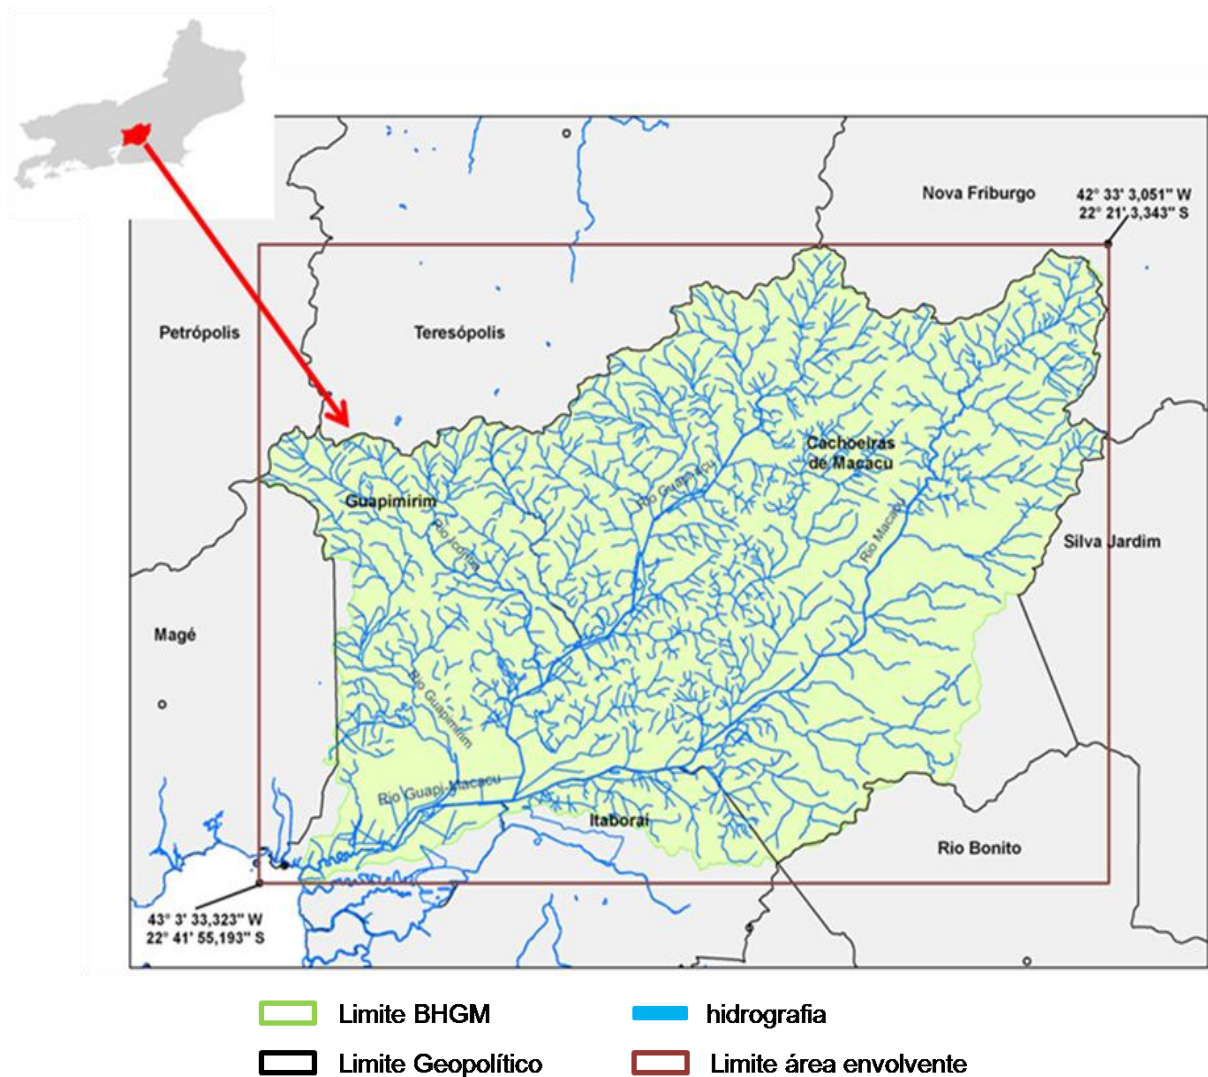 Nova Friburgo
42° 33' 3,051" W
22° 21' 3,343" S
Petrópolis
Teresópolis
Cachoeiras
de Macacu
Rio Guapiaçu
Guapimirim
Rio Macacu
Silva Jardim
Magé
Rio Guapimirim
Rio Guapi-Macacu
Itaboraí
Rio Bonito
43° 3' 33,323" W
22° 41' 55,193" S
Limite BHGM
hidrografia
Limite Geopolítico
Limite área envolvente